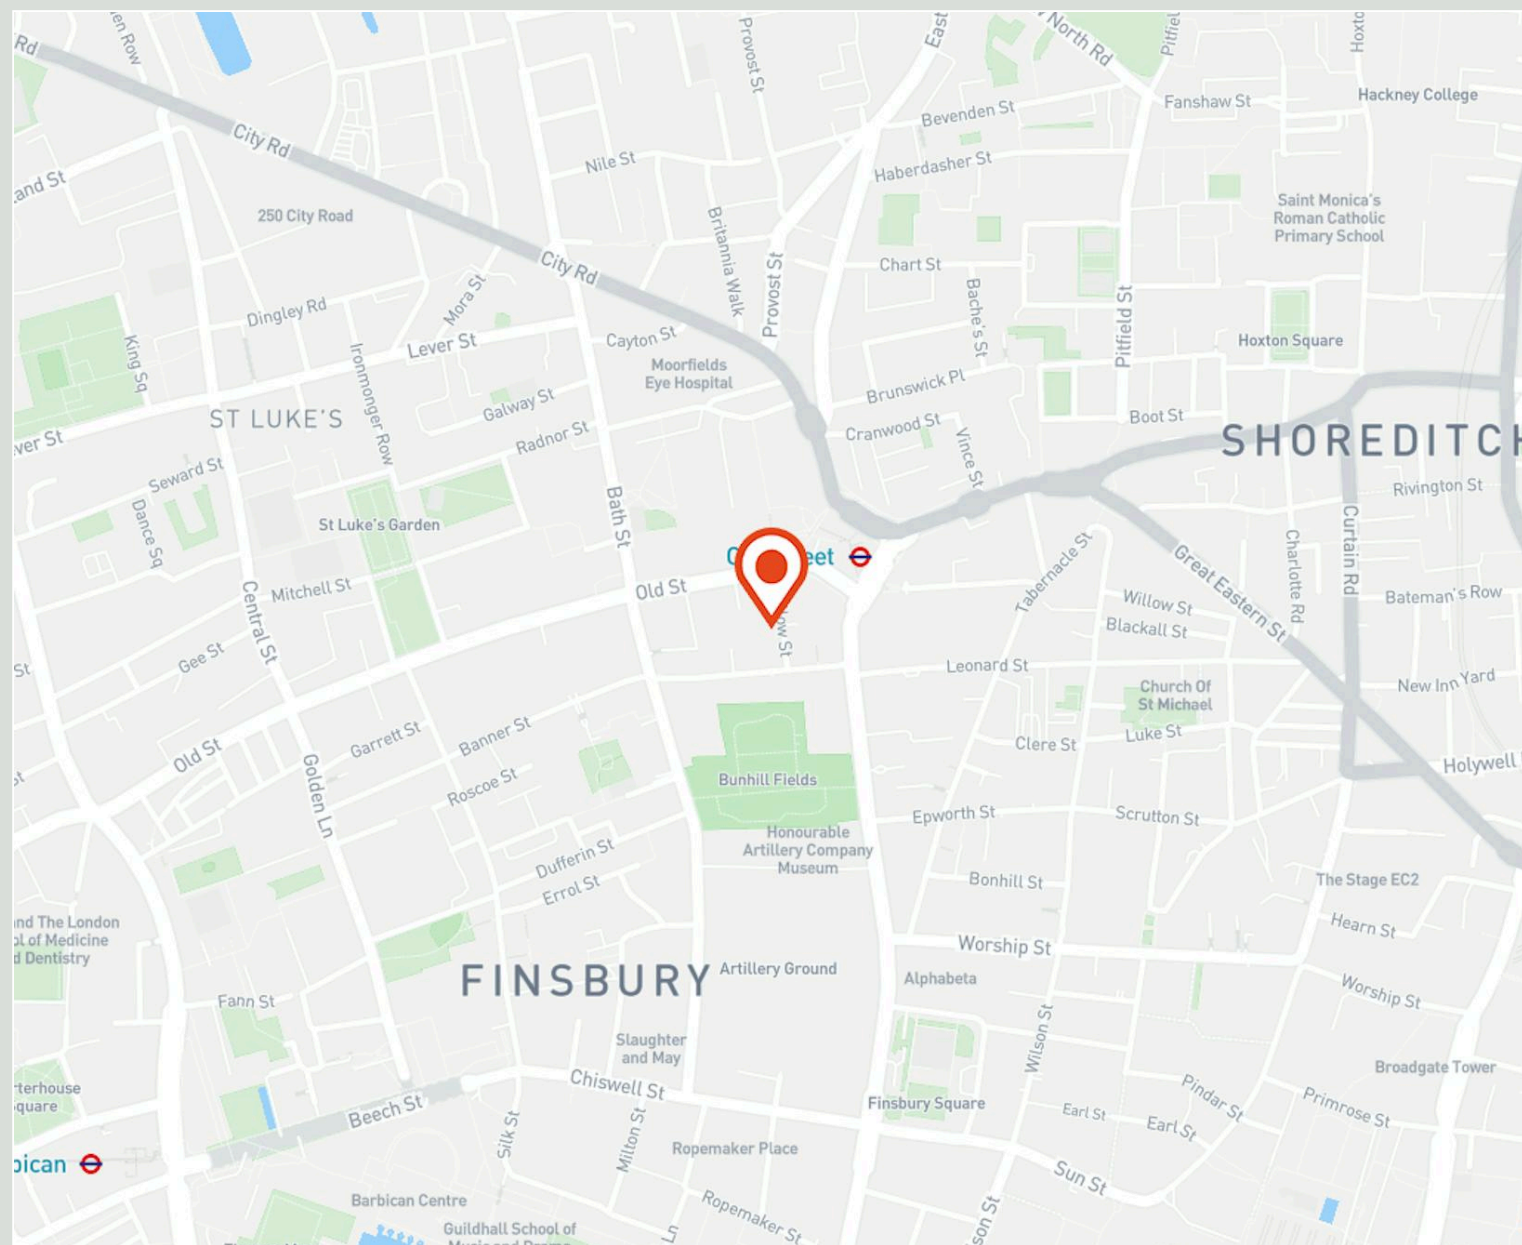 Rd
City Rd
Provost St
East
North Rd
Bevenden St
Fanshaw St
Hackney College
Nile St
Haberdasher St
250 City Road
Britannia Walk
Saint Monica's
Roman Catholic
Primary School
City Rd
Provost St
Chart St
Bache's St
Pitfield St
Mora St
Dingley Rd
Lever St
Cayton St
Hoxton Square
King Sq
Ironmonger Row
Moorfields
Eye Hospital
Brunswick Pl
ST LUKE'S
Galway St
Radnor St
Cranwood St
Boot St
SHOREDITCH
Vince St
Seward St
Dance Sq
St Luke's Garden
Bath St
Rivington St
Curtain Rd
Charlotte Rd
Great Eastern St
Tabernacle St
Mitchell St
Central St
Old St
Willow St
Bateman's Row
Blackall St
Gee St
St
Leonard St
Church Of
St Michael
New Inn Yard
Garrett St
Banner St
Old St
Clere St
Luke St
Golden Ln
Roscoe St
Bunhill Fields
Holywell
Epworth St
Scrutton St
Honourable
Artillery Company
Museum
Dufferin St
Errol St
Bonhill St
The Stage EC2
Hearn St
and The London
of Medicine
Dentistry
Worship St
FINSBURY
Artillery Ground
Alphabeta
Worship St
Fann St
Slaughter
and May
Wilson St
Broadgate Tower
Chiswell St
Beech St
Silk St
Milton St
Finsbury Square
Earl St
Earl St
Pindar St
Primrose St
Ropemaker Place
Sun St
Barbican Centre
Ropemaker St
Guildhall School of